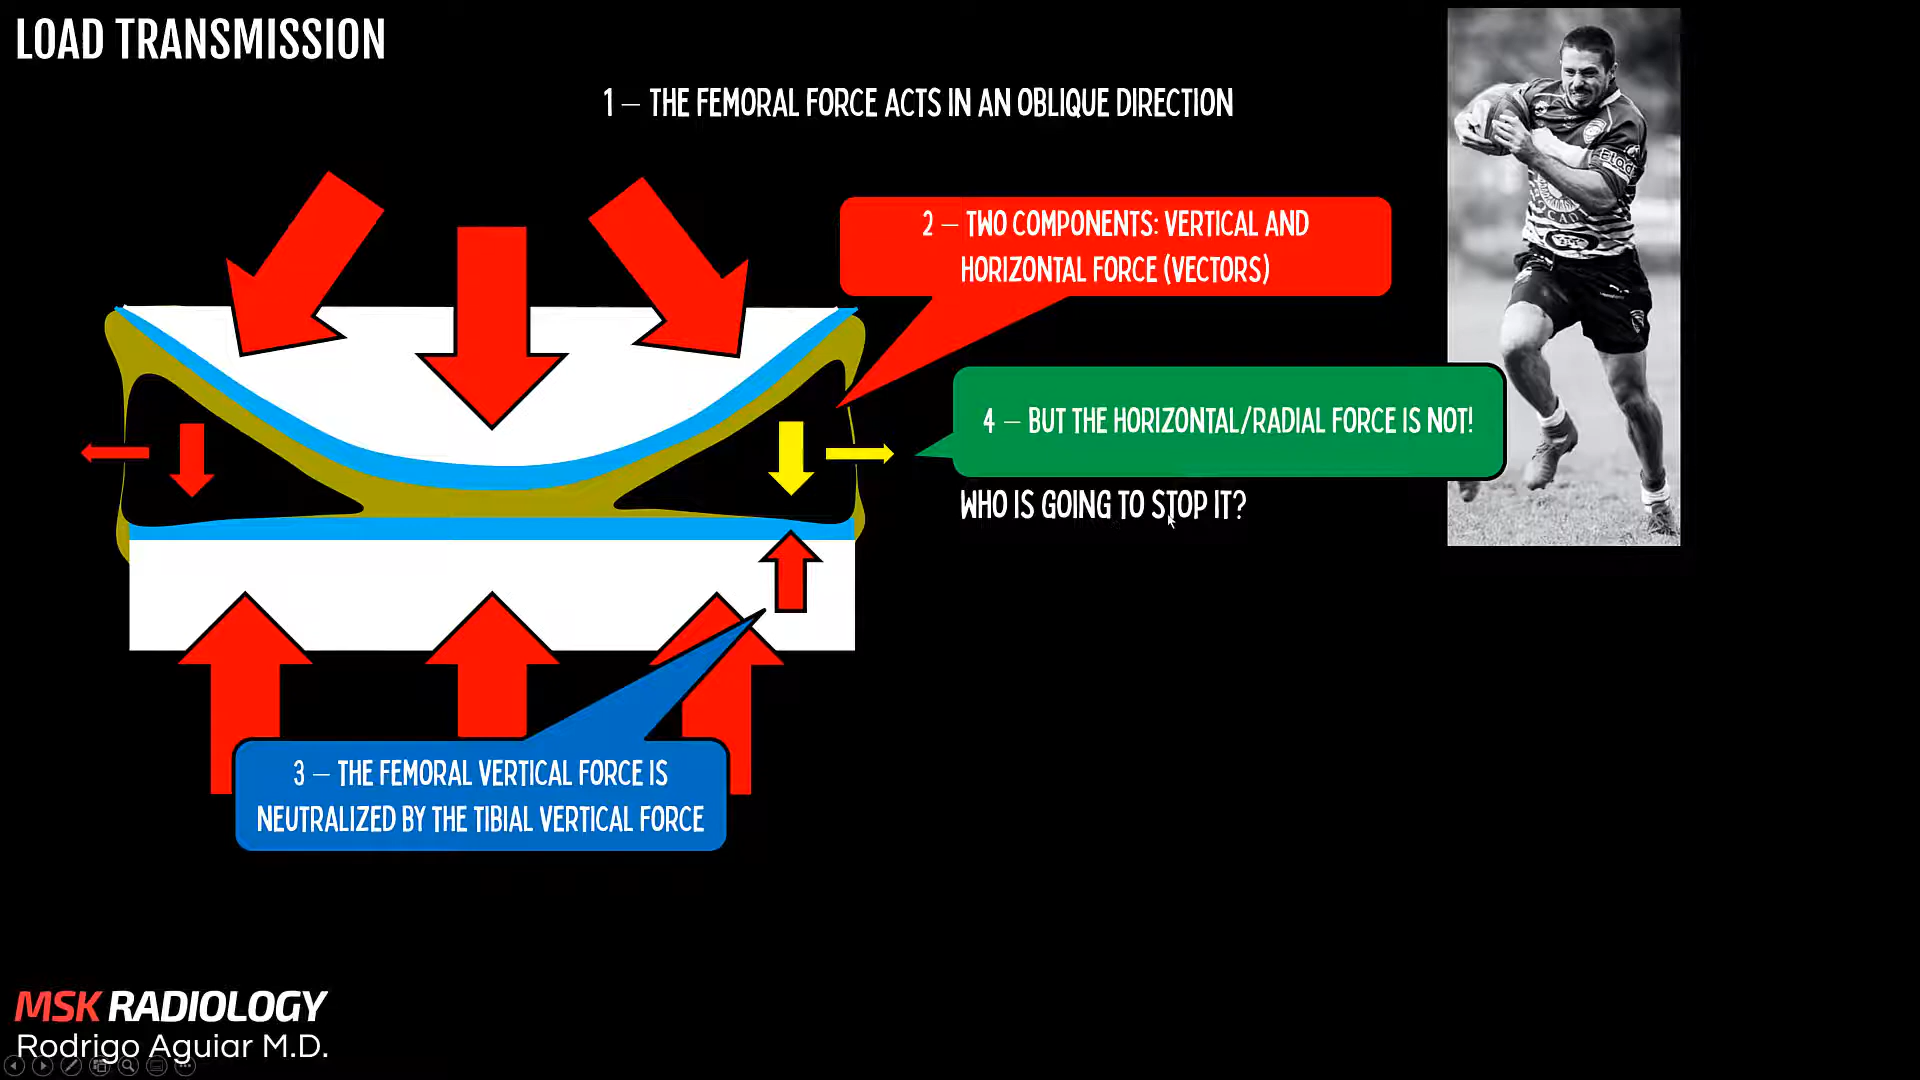 LOAD TRANSMISSION
1 – THE FEMORAL FORCE ACTS IN AN OBLIQUE DIRECTION
2 – TWO COMPONENTS: VERTICAL AND
HORIZONTAL FORCE (VECTORS)
4 – BUT THE HORIZONTAL/RADIAL FORCE IS NOT!
WHO IS GOING TO STOP IT?
3 – THE FEMORAL VERTICAL FORCE IS
NEUTRALIZED BY THE TIBIAL VERTICAL FORCE
MSK RADIOLOGY
Rodrigo Aguiar M.D.